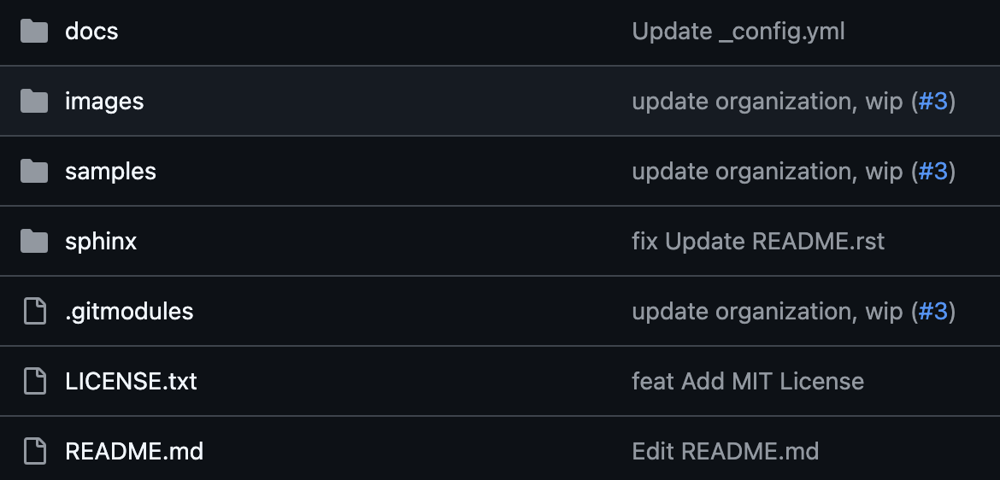 docs Update _config.yml
images update organization, wip (#3)
samples update organization, wip (#3)
sphinx fix Update README.rst
.gitmodules update organization, wip (#3)
LICENSE.txt feat Add MIT License
README.md Edit README.md